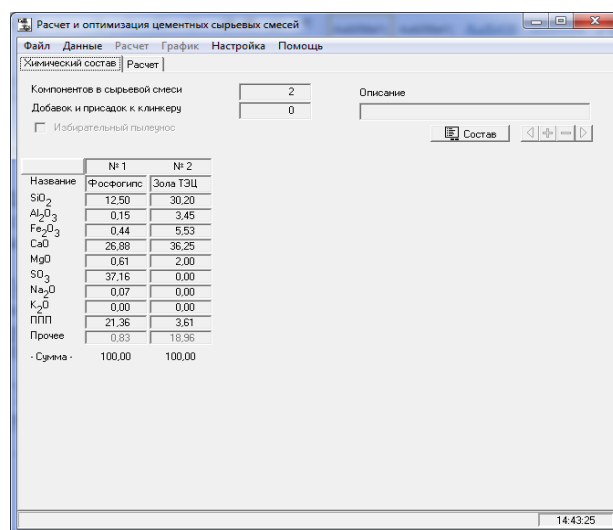 Расчет и оптимизация цементных сырьевых смесей
Файл Данные Расчет График Настройка Помощь
Химический состав Расчет
Компонентов в сырьевой смеси 2 Описание
Добавок и присадок к клинкеру 0
Избирательный пылеунос Состав
№ 1 № 2
Название Фосфогипс Зола ТЭЦ
SiO2 12,50 30,20
Al2O3 0,15 3,45
Fe2O3 0,44 5,53
CaO 26,88 36,25
MgO 0,61 2,00
SO3 37,16 0,00
Na2O 0,07 0,00
K2O 0,00 0,00
ППП 21,36 3,61
Прочее 0,83 18,96
- Сумма - 100,00 100,00
14:43:25